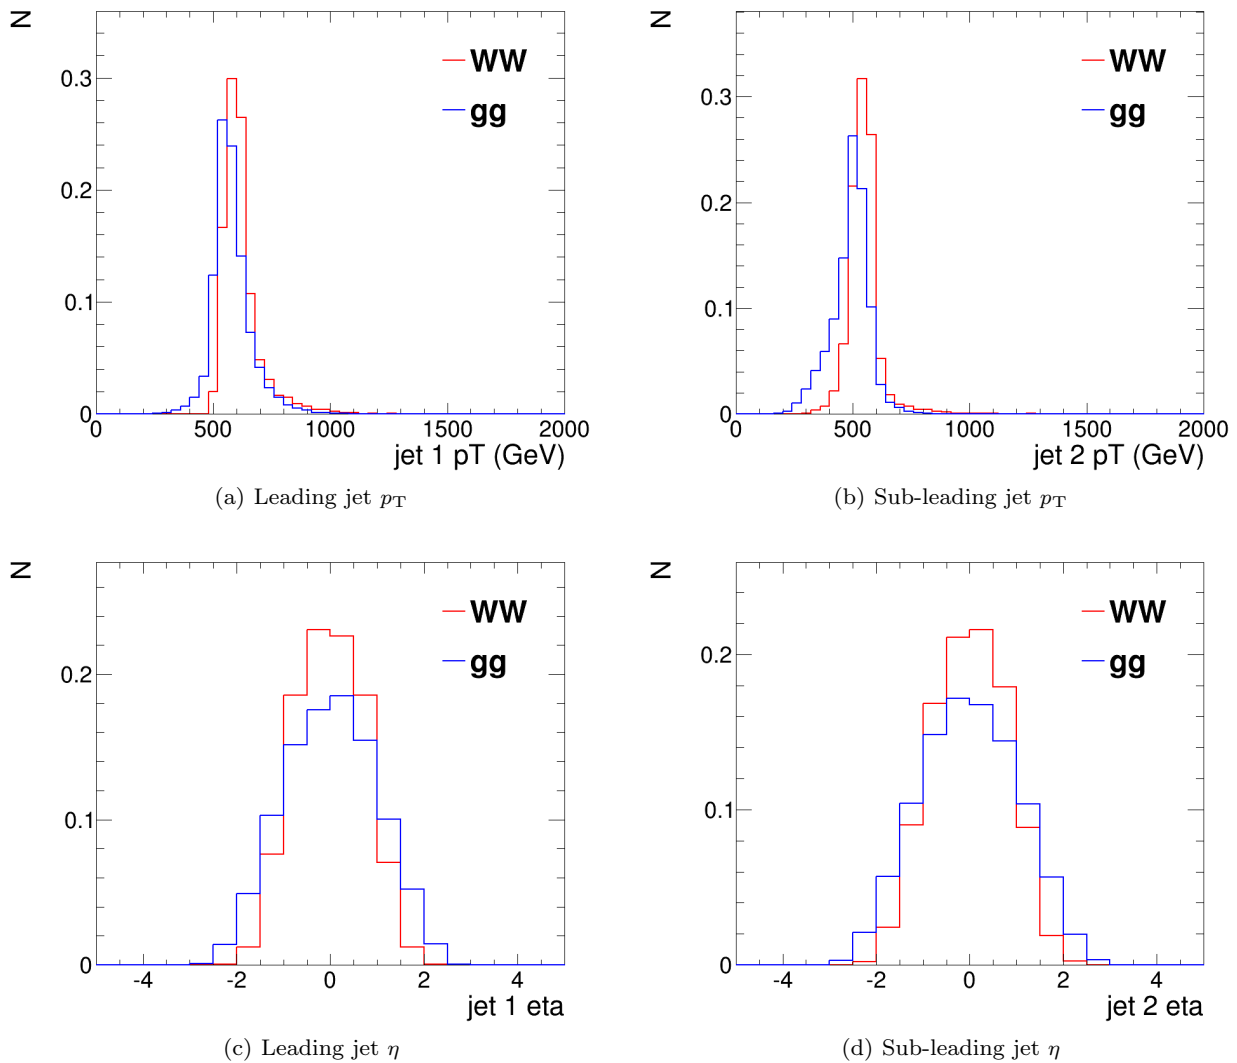 N
WW
gg
0.3
0.2
0.1
0
0 500 1000 1500 2000
jet 1 pT (GeV)
(a) Leading jet pT
N
WW
gg
0.3
0.2
0.1
0
0 500 1000 1500 2000
jet 2 pT (GeV)
(b) Sub-leading jet pT
N
WW
gg
0.2
0.1
0
-4 -2 0 2 4
jet 1 eta
(c) Leading jet η
N
WW
gg
0.2
0.1
0
-4 -2 0 2 4
jet 2 eta
(d) Sub-leading jet η